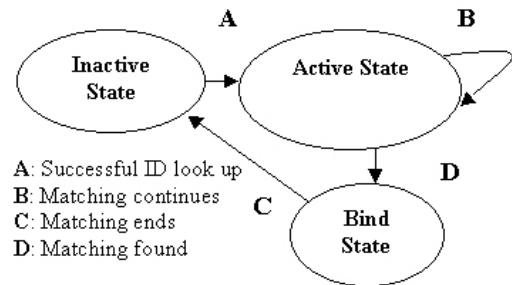 A
B
Inactive
State
Active State
A: Successful ID look up
B: Matching continues
C: Matching ends
D: Matching found
C
D
Bind
State